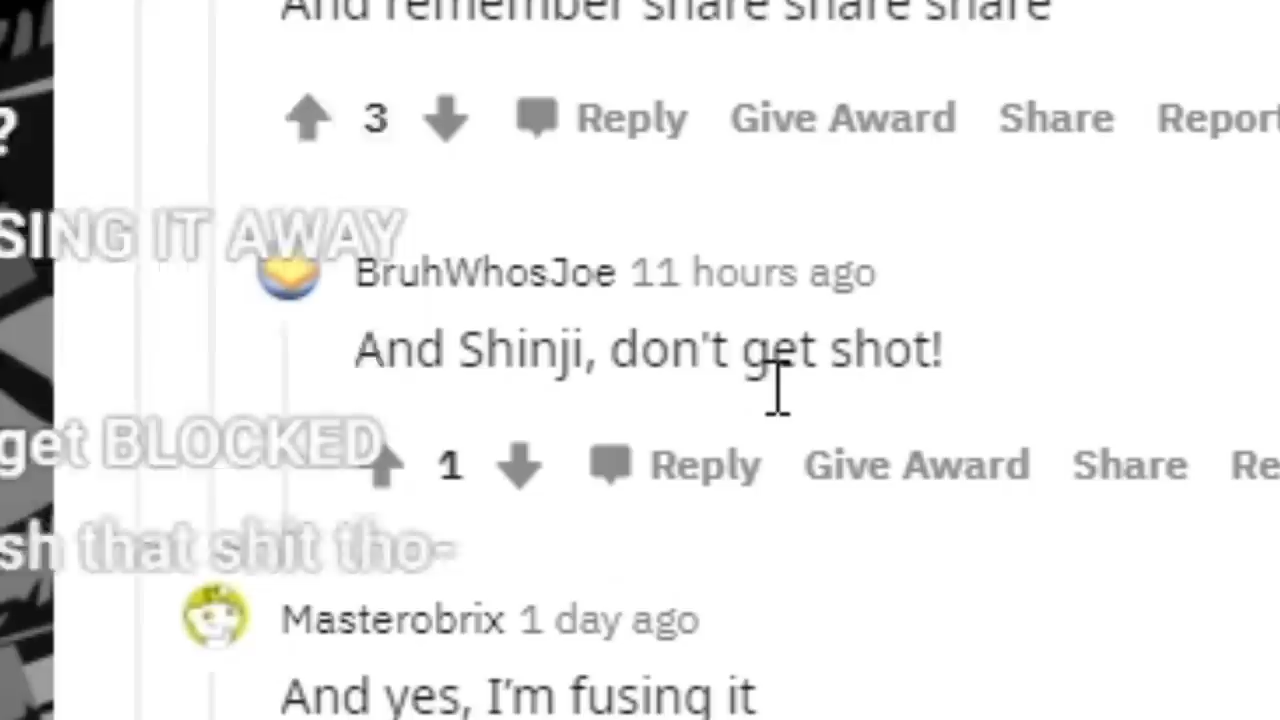 And remember share share share
?
3 Reply Give Award Share Report
SING IT AWAY
BruhWhosJoe 11 hours ago
And Shinji, don't get shot!
get BLOCKED
1 Reply Give Award Share Re
sh that shit tho-
Masterobrix 1 day ago
And yes, I'm fusing it